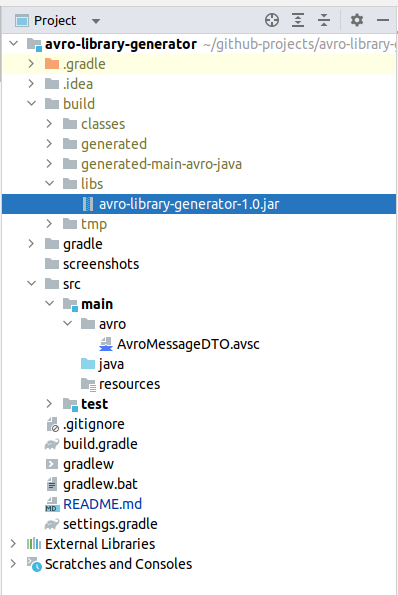 Project
avro-library-generator ~/github-projects/avro-library-g
.gradle
.idea
build
classes
generated
generated-main-avro-java
libs
avro-library-generator-1.0.jar
tmp
gradle
screenshots
src
main
avro
AvroMessageDTO.avsc
java
resources
test
.gitignore
build.gradle
gradlew
gradlew.bat
MD README.md
settings.gradle
External Libraries
Scratches and Consoles